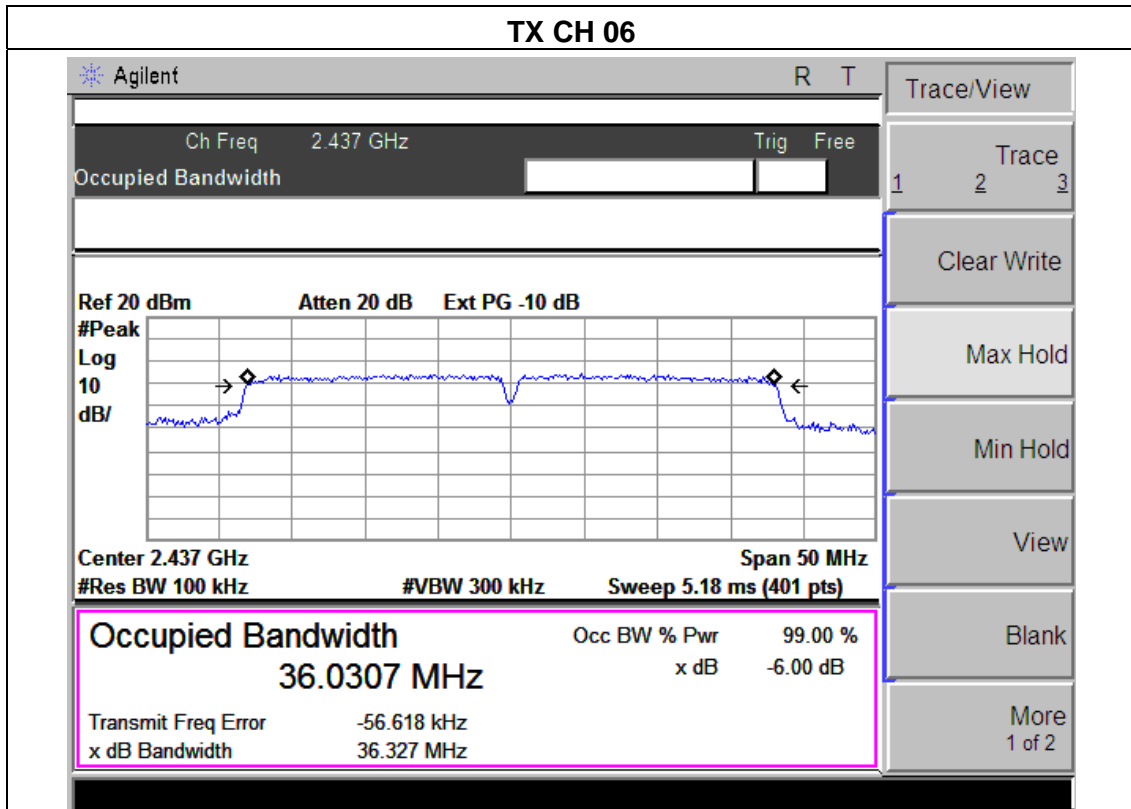 TX CH 06
Agilent R T
Trace/View
Ch Freq 2.437 GHz Trig Free
Occupied Bandwidth
Trace
1 2 3
Clear Write
Max Hold
Min Hold
View
Blank
More
1 of 2
Ref 20 dBm Atten 20 dB Ext PG -10 dB
#Peak
Log
10
dB/
Center 2.437 GHz Span 50 MHz
#Res BW 100 kHz #VBW 300 kHz Sweep 5.18 ms (401 pts)
Occupied Bandwidth Occ BW % Pwr 99.00 %
36.0307 MHz x dB -6.00 dB
Transmit Freq Error -56.618 kHz
x dB Bandwidth 36.327 MHz